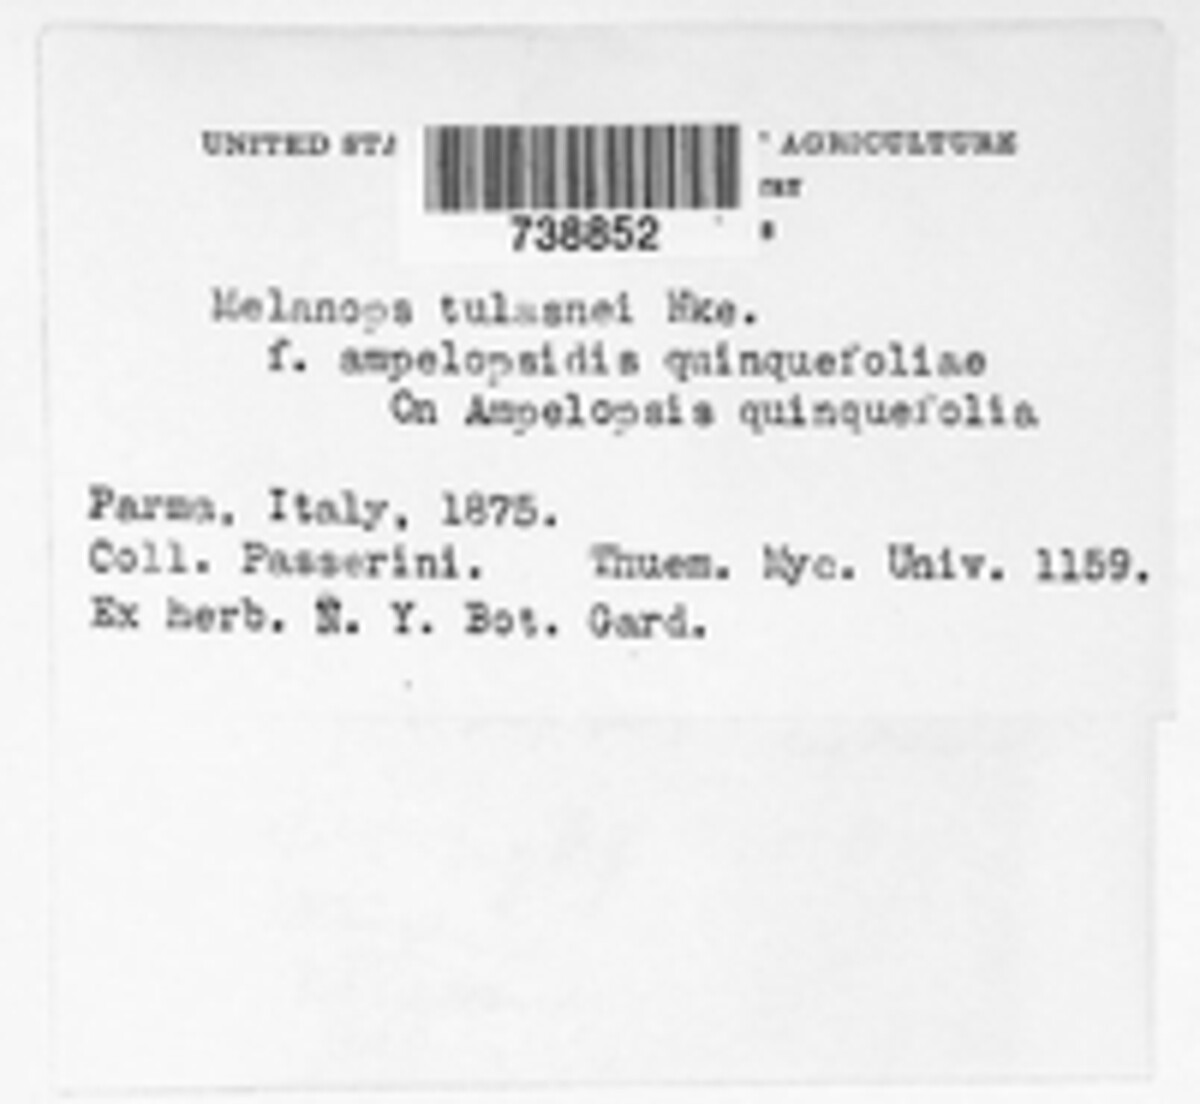 UNITED STA AGRICULTURE
738852
Melanops tulasnei Nke.
f. ampelopsidis quinquefoliae
On Ampelopsis quinquefolia
Parma, Italy, 1875.
Coll. Passerini. Thuem. Myc. Univ. 1159.
Ex herb. N. Y. Bot. Gard.